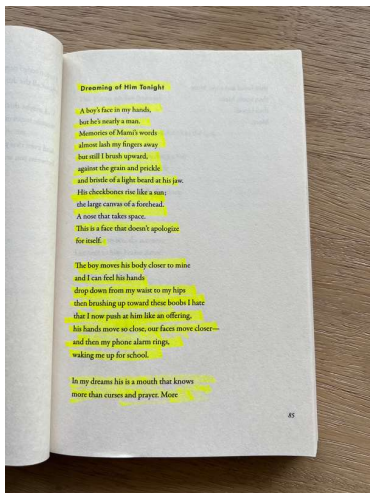 Dreaming of Him Tonight
A boy's face in my hands,
but he's nearly a man.
Memories of Mami's words
almost lash my fingers away
but still I brush upward,
against the grain and prickle
and bristle of a light beard at his jaw.
His cheekbones rise like a sun;
the large canvas of a forehead.
A nose that takes space.
This is a face that doesn't apologize
for itself.
The boy moves his body closer to mine
and I can feel his hands
drop down from my waist to my hips
then brushing up toward these boobs I hate
that I now push at him like an offering,
his hands move so close, our faces move closer—
and then my phone alarm rings,
waking me up for school.
In my dreams his is a mouth that knows
more than curses and prayer. More
85